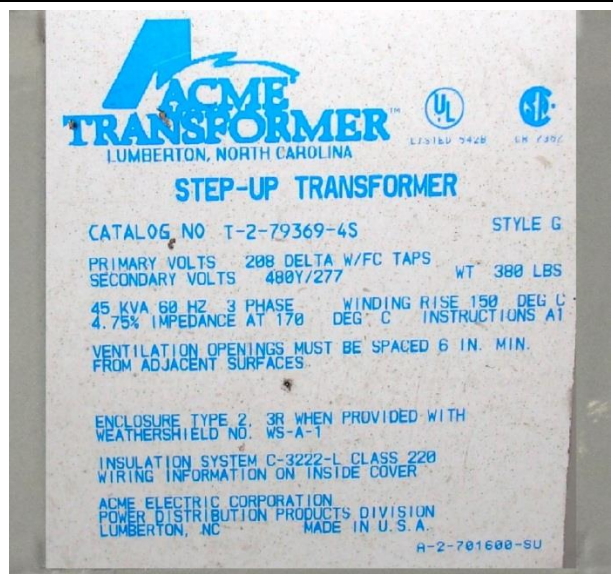 ACME
TRANSFORMER™
LUMBERTON, NORTH CAROLINA
UL
LISTED 542B
STEP-UP TRANSFORMER
CATALOG NO T-2-79369-4S STYLE G
PRIMARY VOLTS 208 DELTA W/FC TAPS
SECONDARY VOLTS 480Y/277 WT 380 LBS
45 KVA 60 HZ 3 PHASE WINDING RISE 150 DEG C
4.75% IMPEDANCE AT 170 DEG C INSTRUCTIONS A1
VENTILATION OPENINGS MUST BE SPACED 6 IN. MIN.
FROM ADJACENT SURFACES
ENCLOSURE TYPE 2, 3R WHEN PROVIDED WITH
WEATHERSHIELD NO. WS-A-1
INSULATION SYSTEM C-3222-L CLASS 220
WIRING INFORMATION ON INSIDE COVER
ACME ELECTRIC CORPORATION
POWER DISTRIBUTION PRODUCTS DIVISION
LUMBERTON, NC MADE IN U.S.A.
A-2-701600-SU